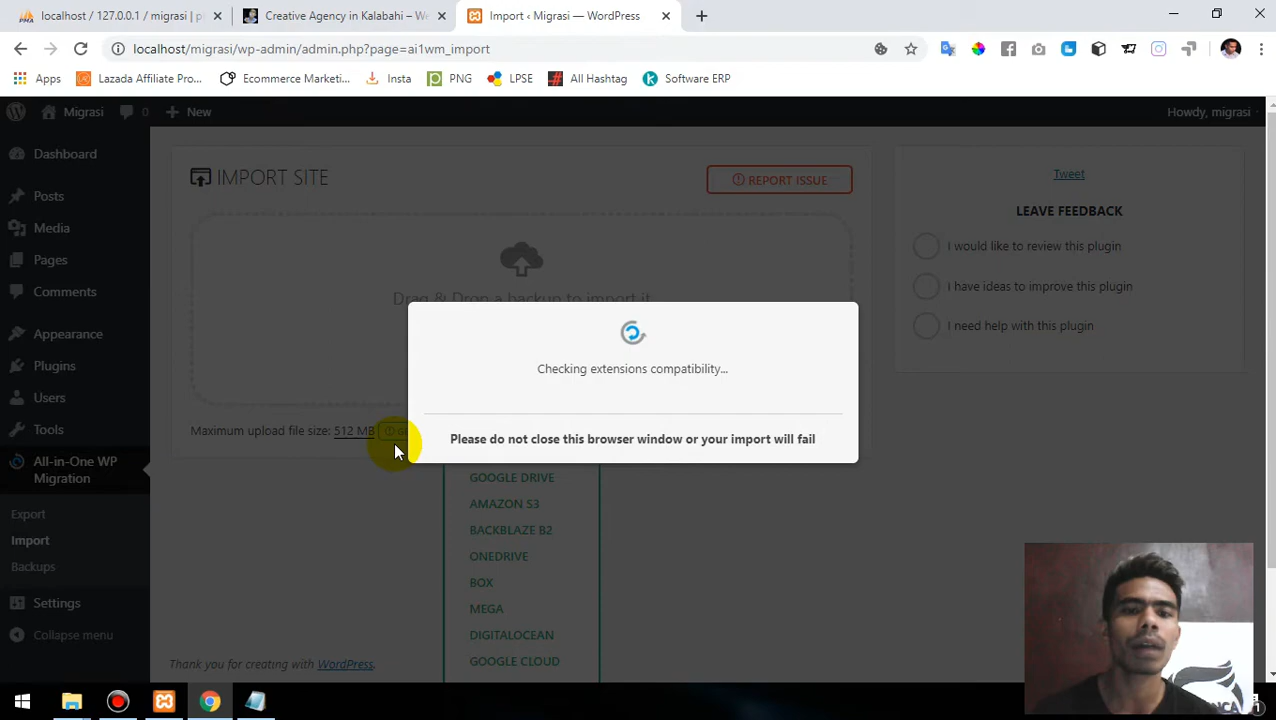 localhost / 127.0.0.1 / migrasi | p
Creative Agency in Kalabahi – W
Import ‹ Migrasi — WordPress
localhost/migrasi/wp-admin/admin.php?page=ai1wm_import
Apps
Lazada Affiliate Pro...
Ecommerce Marketi...
Insta
PNG
LPSE
All Hashtag
Software ERP
Migrasi
0
New
Howdy, migrasi
Dashboard
Posts
Media
Pages
Comments
Appearance
Plugins
Users
Tools
All-in-One WP
Migration
Export
Import
Backups
Settings
Collapse menu
IMPORT SITE
REPORT ISSUE
Drag & Drop a backup to import it
Checking extensions compatibility...
Please do not close this browser window or your import will fail
Maximum upload file size: 512 MB
GOOGLE DRIVE
AMAZON S3
BACKBLAZE B2
ONEDRIVE
BOX
MEGA
DIGITALOCEAN
GOOGLE CLOUD
Thank you for creating with WordPress.
Tweet
LEAVE FEEDBACK
I would like to review this plugin
I have ideas to improve this plugin
I need help with this plugin